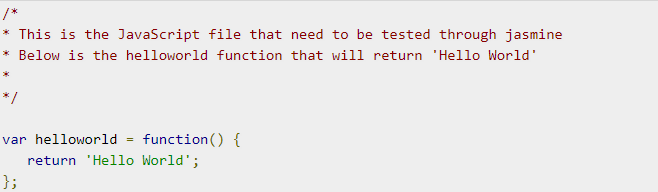 /*
* This is the JavaScript file that need to be tested through jasmine
* Below is the helloworld function that will return 'Hello World'
*
*/

var helloworld = function() {
   return 'Hello World';
};